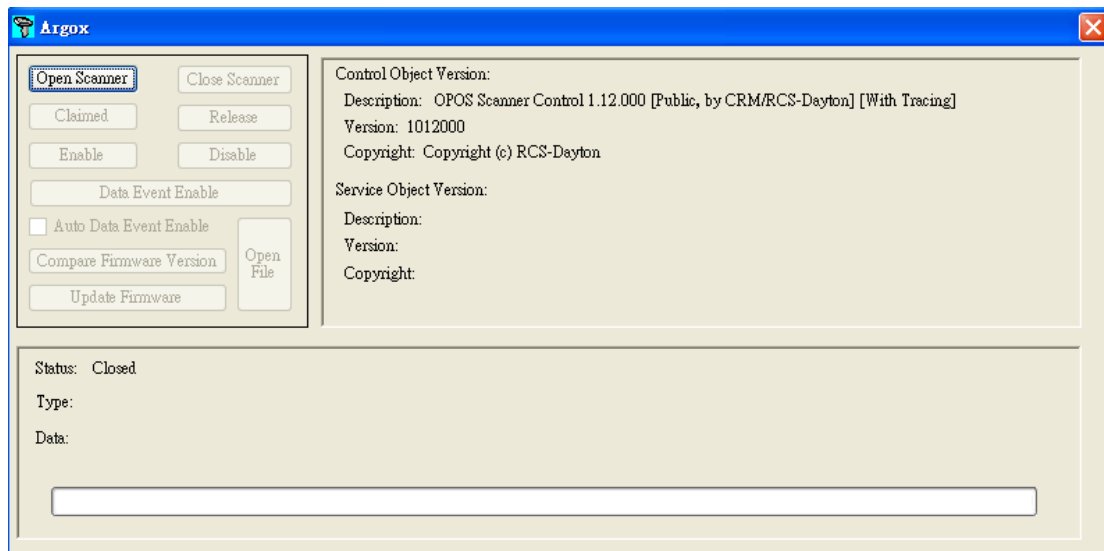 Argox
Open Scanner
Close Scanner
Claimed
Release
Enable
Disable
Data Event Enable
Auto Data Event Enable
Compare Firmware Version
Open
File
Update Firmware
Control Object Version:
Description: OPOS Scanner Control 1.12.000 [Public, by CRM/RCS-Dayton] [With Tracing]
Version: 1012000
Copyright: Copyright (c) RCS-Dayton
Service Object Version:
Description:
Version:
Copyright:
Status: Closed
Type:
Data: